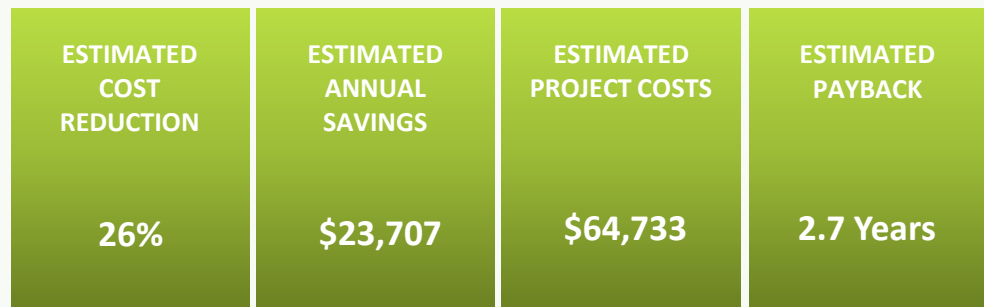 ESTIMATED
COST
REDUCTION
26%
ESTIMATED
ANNUAL
SAVINGS
$23,707
ESTIMATED
PROJECT COSTS
$64,733
ESTIMATED
PAYBACK
2.7 Years